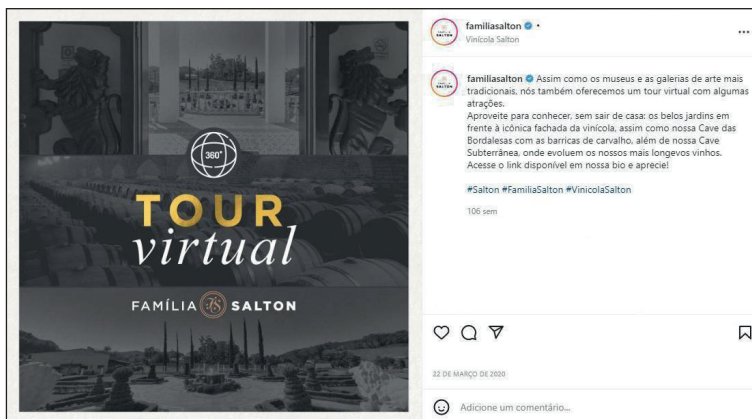 360°
TOUR
virtual
FAMÍLIA SALTON
familiasalton •
Vinícola Salton
familiasalton Assim como os museus e as galerias de arte mais
tradicionais, nós também oferecemos um tour virtual com algumas
atrações.
Aproveite para conhecer, sem sair de casa: os belos jardins em
frente à icônica fachada da vinícola, assim como nossa Cave das
Bordalesas com as barricas de carvalho, além de nossa Cave
Subterrânea, onde evoluem os nossos mais longevos vinhos.
Acesse o link disponível em nossa bio e aprecie!
#Salton #FamiliaSalton #VinicolaSalton
106 sem
22 DE MARÇO DE 2020
Adicione um comentário...